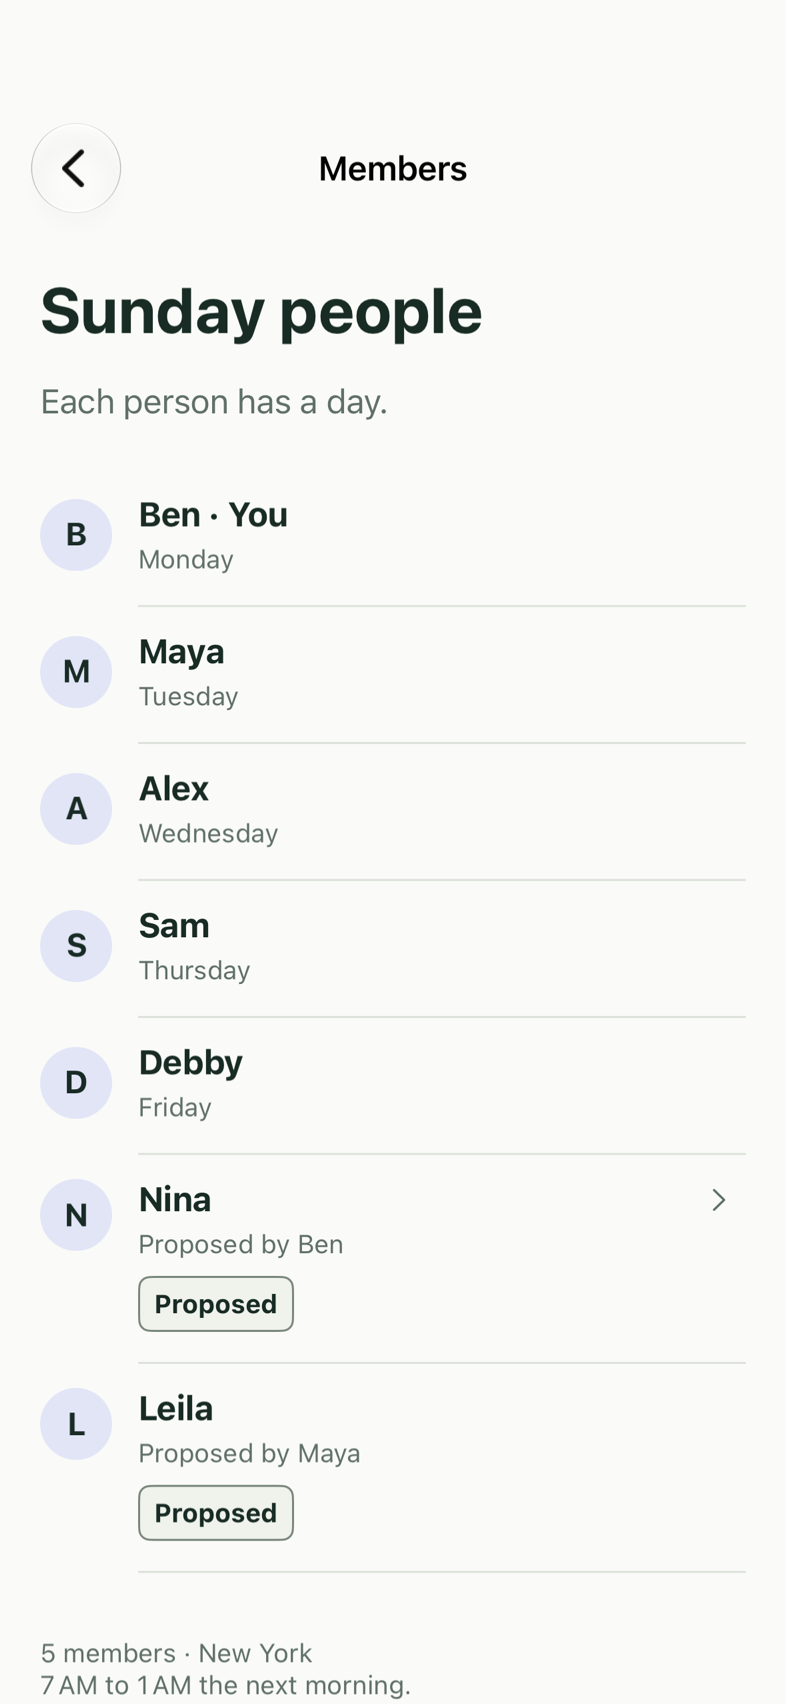 Members
Sunday people
Each person has a day.
B
Ben · You
Monday
M
Maya
Tuesday
A
Alex
Wednesday
S
Sam
Thursday
D
Debby
Friday
N
Nina
Proposed by Ben
Proposed
L
Leila
Proposed by Maya
Proposed
5 members · New York
7 AM to 1 AM the next morning.